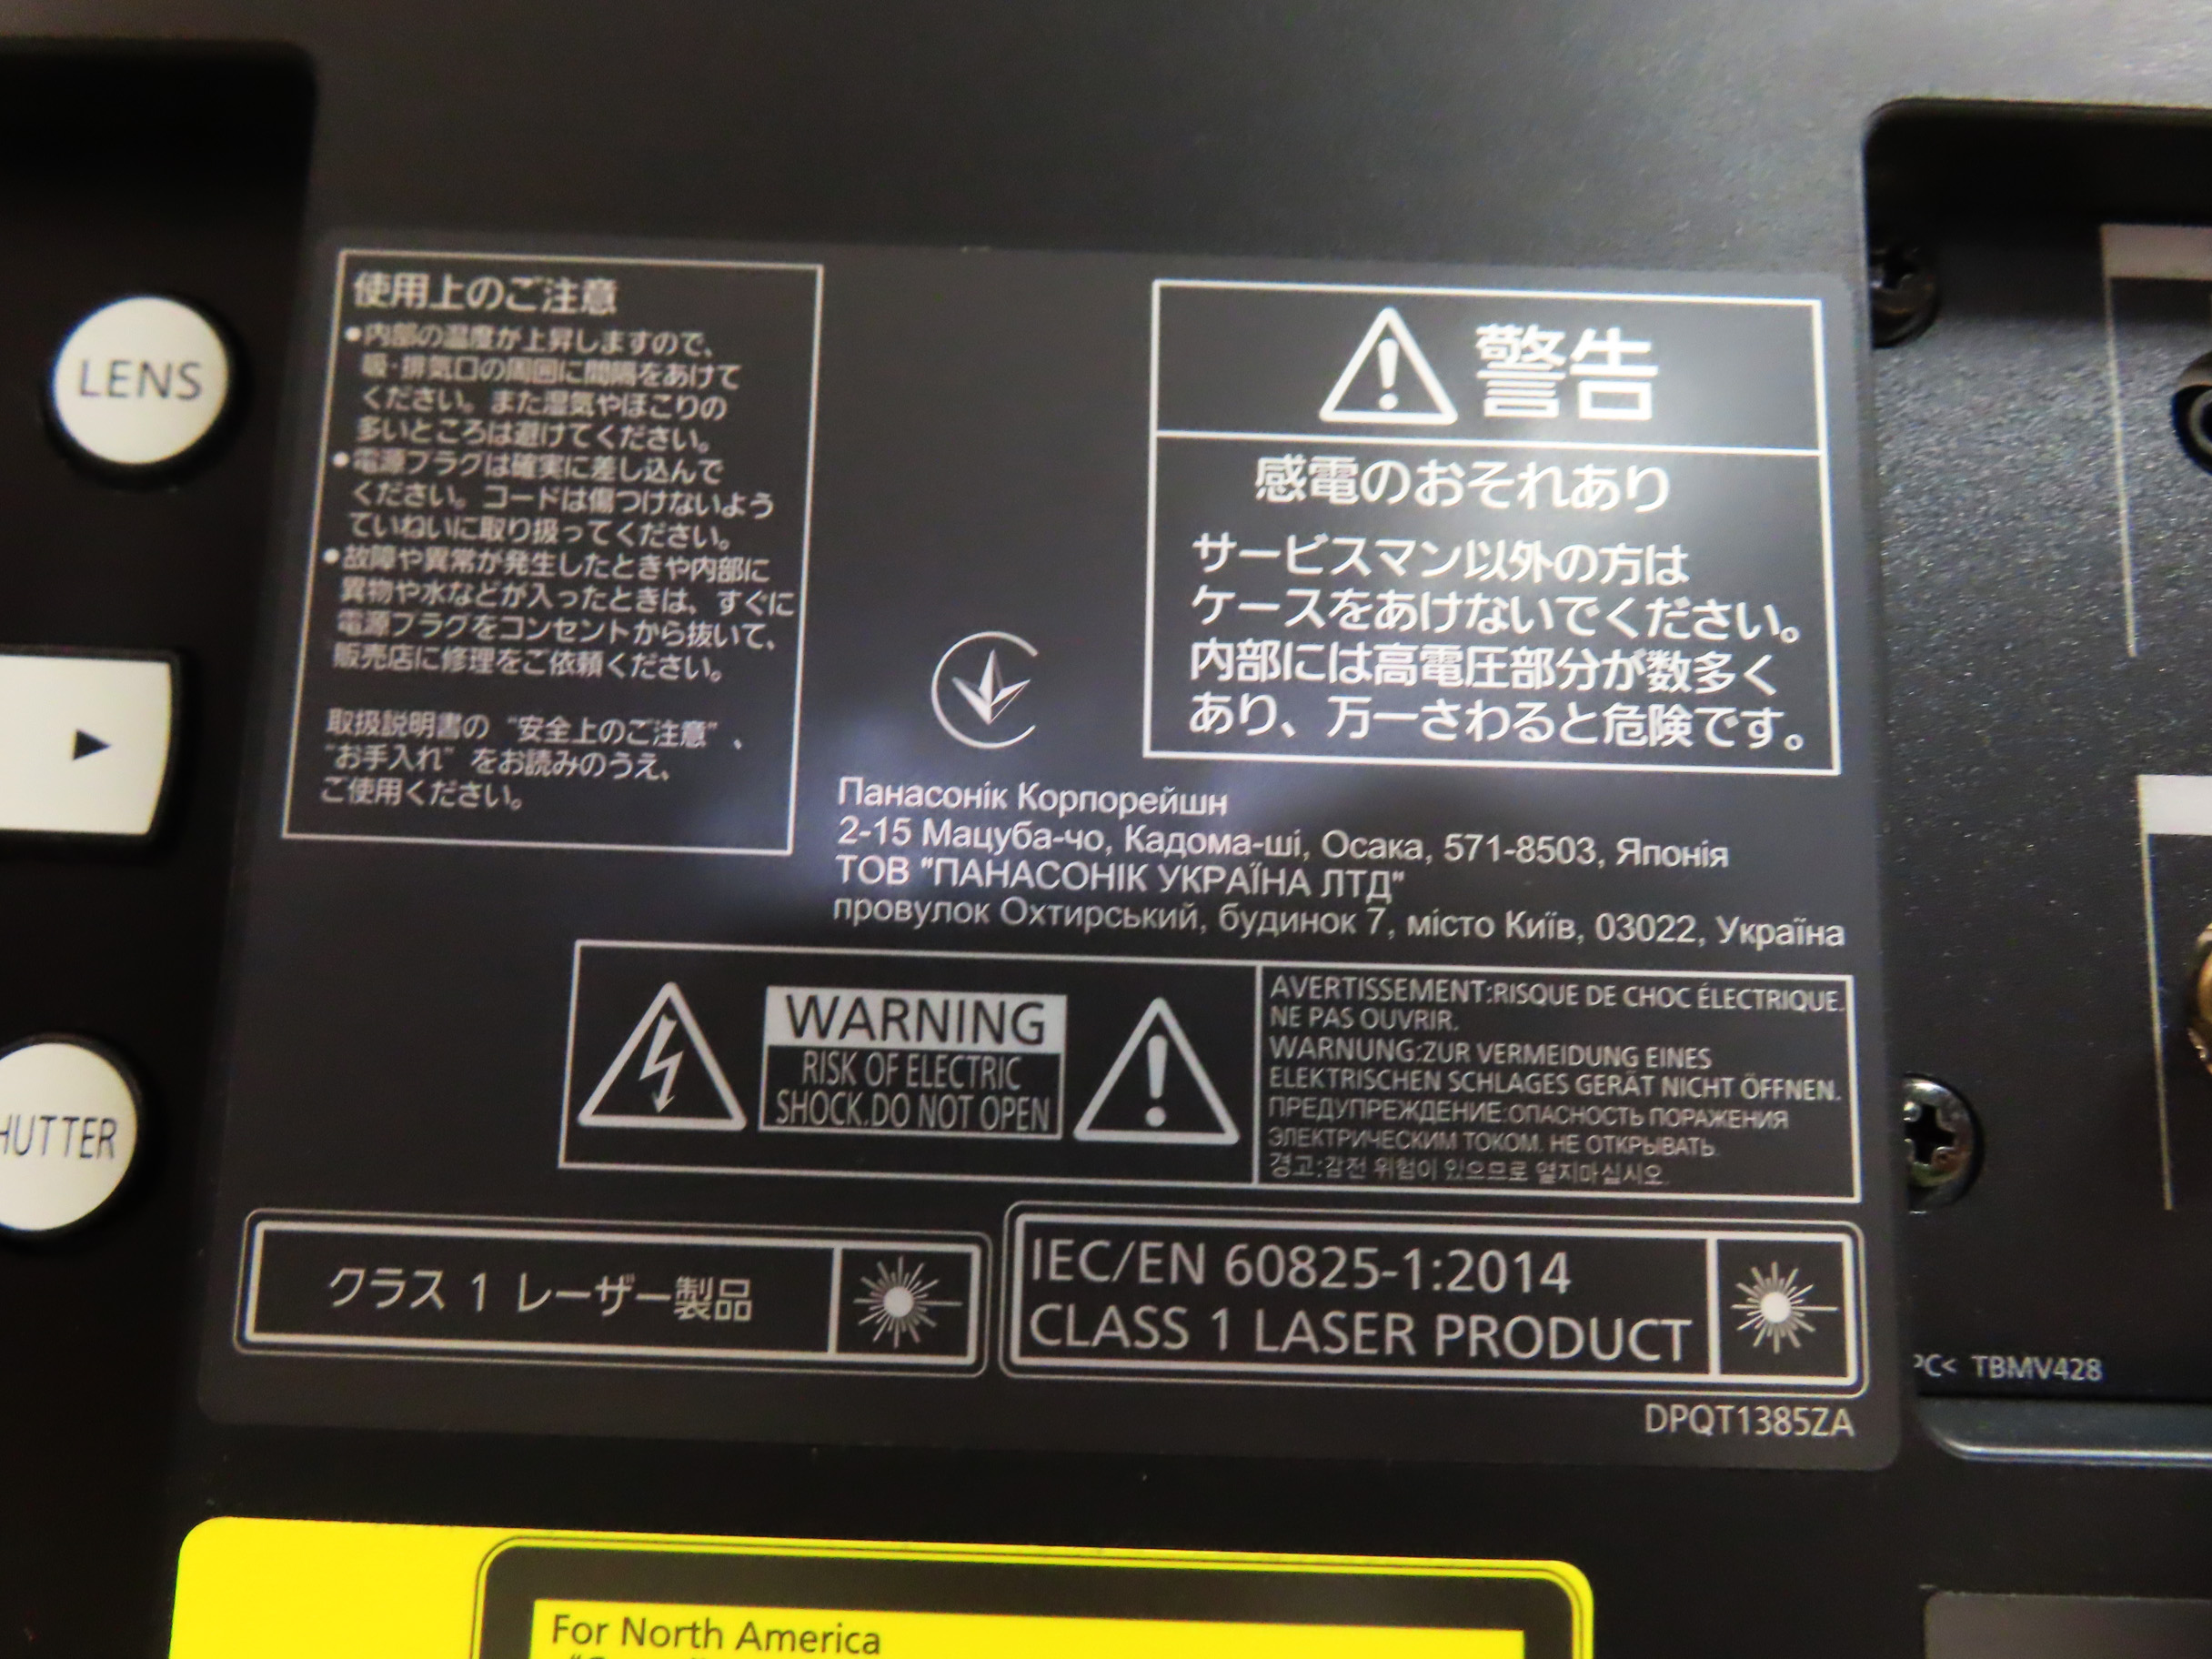 LENS
HUTTER
使用上のご注意
●内部の温度が上昇しますので、
吸・排気口の周囲に間隔をあけて
ください。また湿気やほこりの
多いところは避けてください。
●電源プラグは確実に差し込んで
ください。コードは傷つけないよう
ていねいに取り扱ってください。
●故障や異常が発生したときや内部に
異物や水などが入ったときは、すぐに
電源プラグをコンセントから抜いて、
販売店に修理をご依頼ください。
取扱説明書の“安全上のご注意”、
“お手入れ”をお読みのうえ、
ご使用ください。
警告
感電のおそれあり
サービスマン以外の方は
ケースをあけないでください。
内部には高電圧部分が数多く
あり、万一さわると危険です。
Панасонік Корпорейшн
2-15 Мацуба-чо, Кадома-ші, Осака, 571-8503, Японія
ТОВ "ПАНАСОНІК УКРАЇНА ЛТД"
провулок Охтирський, будинок 7, місто Київ, 03022, Україна
WARNING
RISK OF ELECTRIC
SHOCK.DO NOT OPEN
AVERTISSEMENT:RISQUE DE CHOC ÉLECTRIQUE.
NE PAS OUVRIR.
WARNUNG:ZUR VERMEIDUNG EINES
ELEKTRISCHEN SCHLAGES GERÄT NICHT ÖFFNEN.
ПРЕДУПРЕЖДЕНИЕ:ОПАСНОСТЬ ПОРАЖЕНИЯ
ЭЛЕКТРИЧЕСКИМ ТОКОМ. НЕ ОТКРЫВАТЬ.
경고:감전 위험이 있으므로 열지마십시오.
クラス 1 レーザー製品
IEC/EN 60825-1:2014
CLASS 1 LASER PRODUCT
PC< TBMV428
DPQT1385ZA
For North America